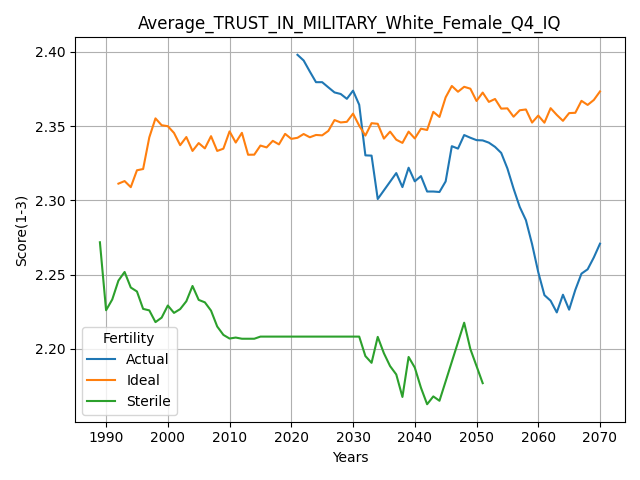 Average_TRUST_IN_MILITARY_White_Female_Q4_IQ
Score(1-3)
2.40
2.35
2.30
2.25
2.20
Fertility
Actual
Ideal
Sterile
1990 2000 2010 2020 2030 2040 2050 2060 2070
Years